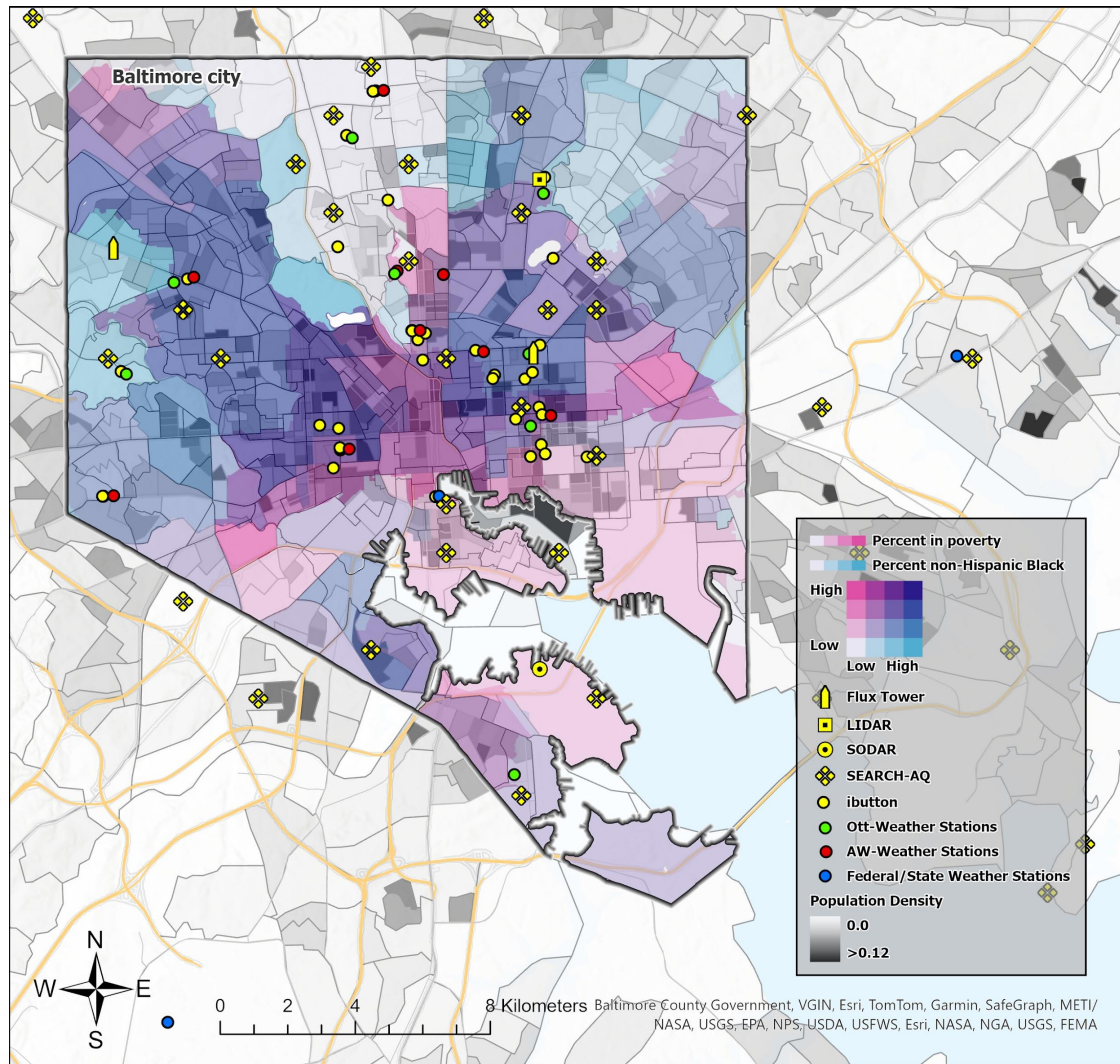 Baltimore city
Percent in poverty
Percent non-Hispanic Black
High
Low
Low High
Flux Tower
LIDAR
SODAR
SEARCH-AQ
ibutton
Ott-Weather Stations
AW-Weather Stations
Federal/State Weather Stations
Population Density
0.0
>0.12
N
W E
S
0 2 4 8 Kilometers
Baltimore County Government, VGIN, Esri, TomTom, Garmin, SafeGraph, METI/
NASA, USGS, EPA, NPS, USDA, USFWS, Esri, NASA, NGA, USGS, FEMA